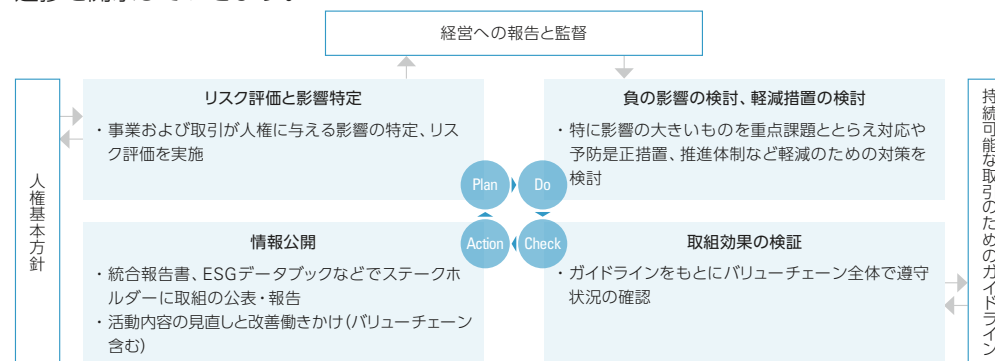 経営への報告と監督
人権基本方針
リスク評価と影響特定
・事業および取引が人権に与える影響の特定、リス
ク評価を実施
負の影響の検討、軽減措置の検討
・特に影響の大きいものを重点課題ととらえ対応や
予防是正措置、推進体制など軽減のための対策を
検討
Plan
Do
Action
Check
情報公開
・統合報告書、ESGデータブックなどでステークホ
ルダーに取組の公表・報告
・活動内容の見直しと改善働きかけ(バリューチェーン
含む)
取組効果の検証
・ガイドラインをもとにバリューチェーン全体で遵守
状況の確認
持続可能な取引のためのガイドライン